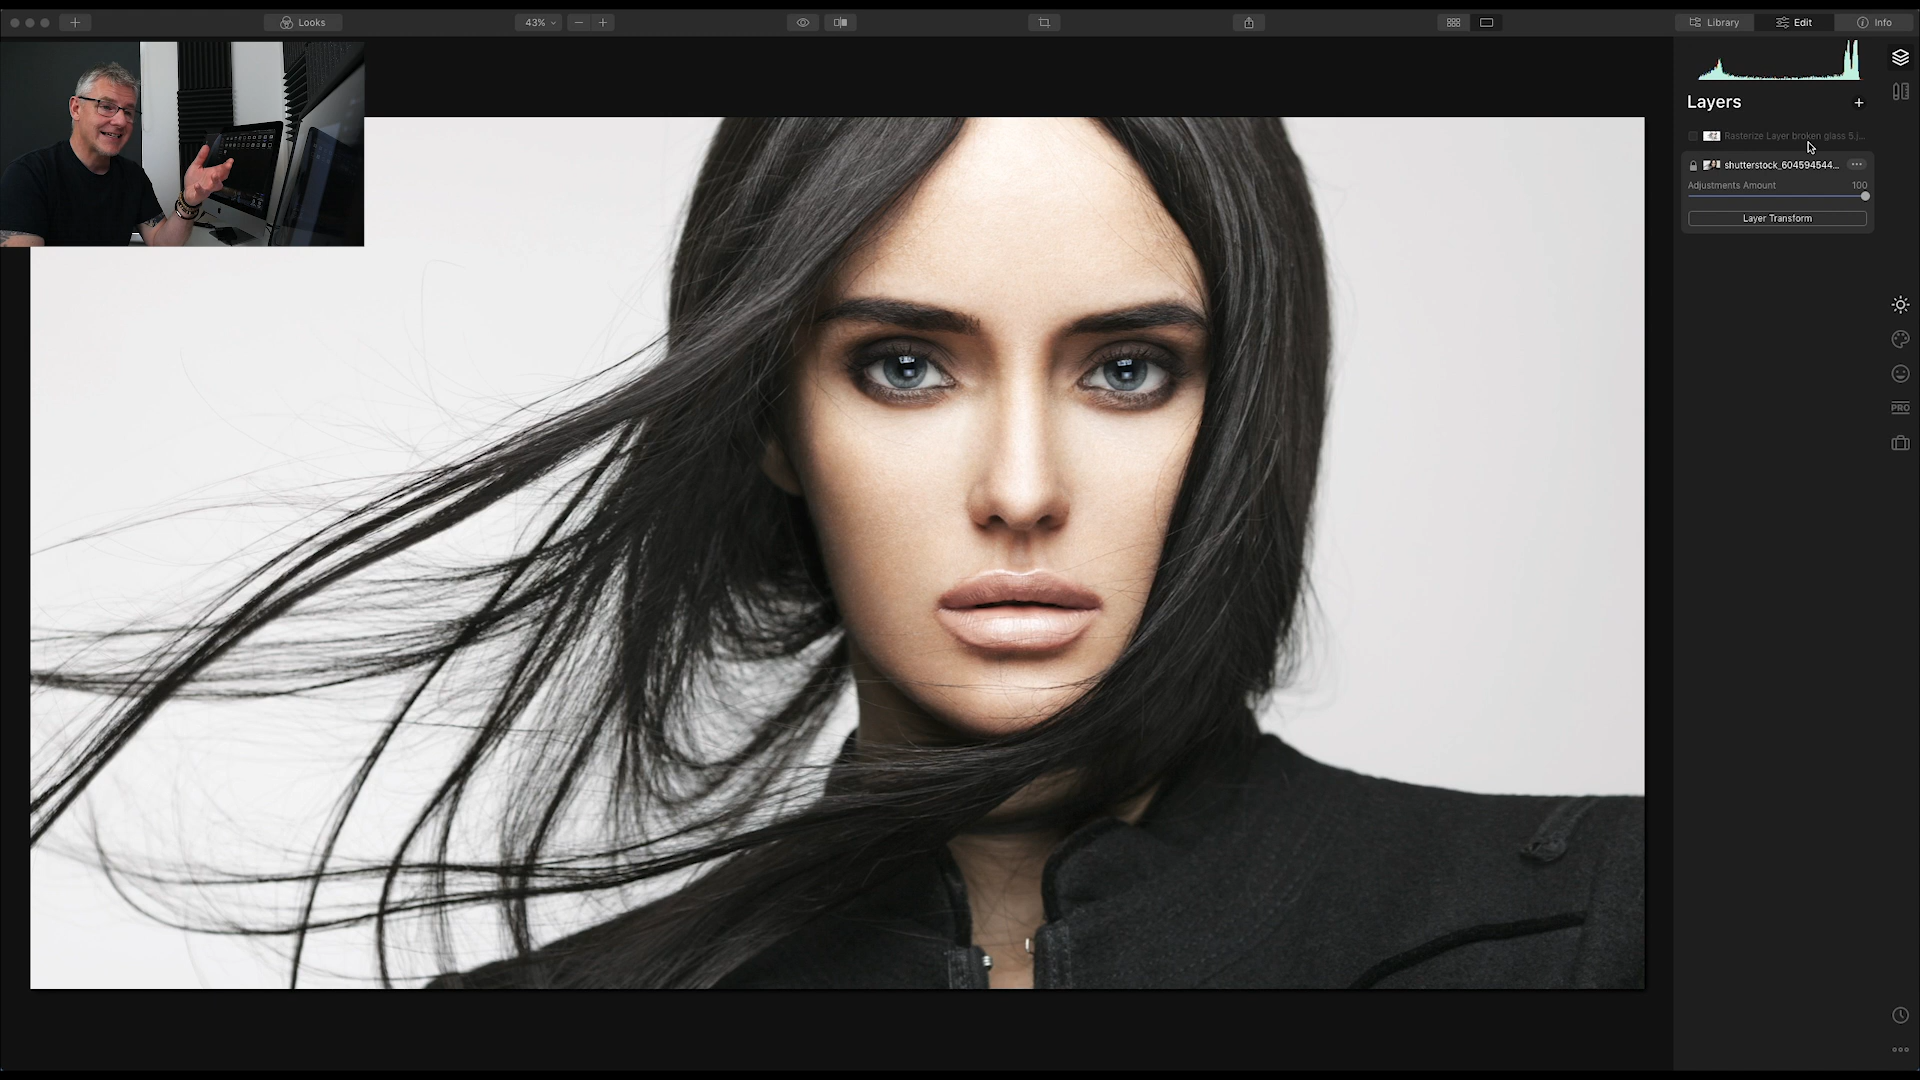 Looks
43%
Library
Edit
Info
Layers
Rasterize Layer broken glass 5.j...
shutterstock_604594544...
Adjustments Amount
100
Layer Transform
PRO